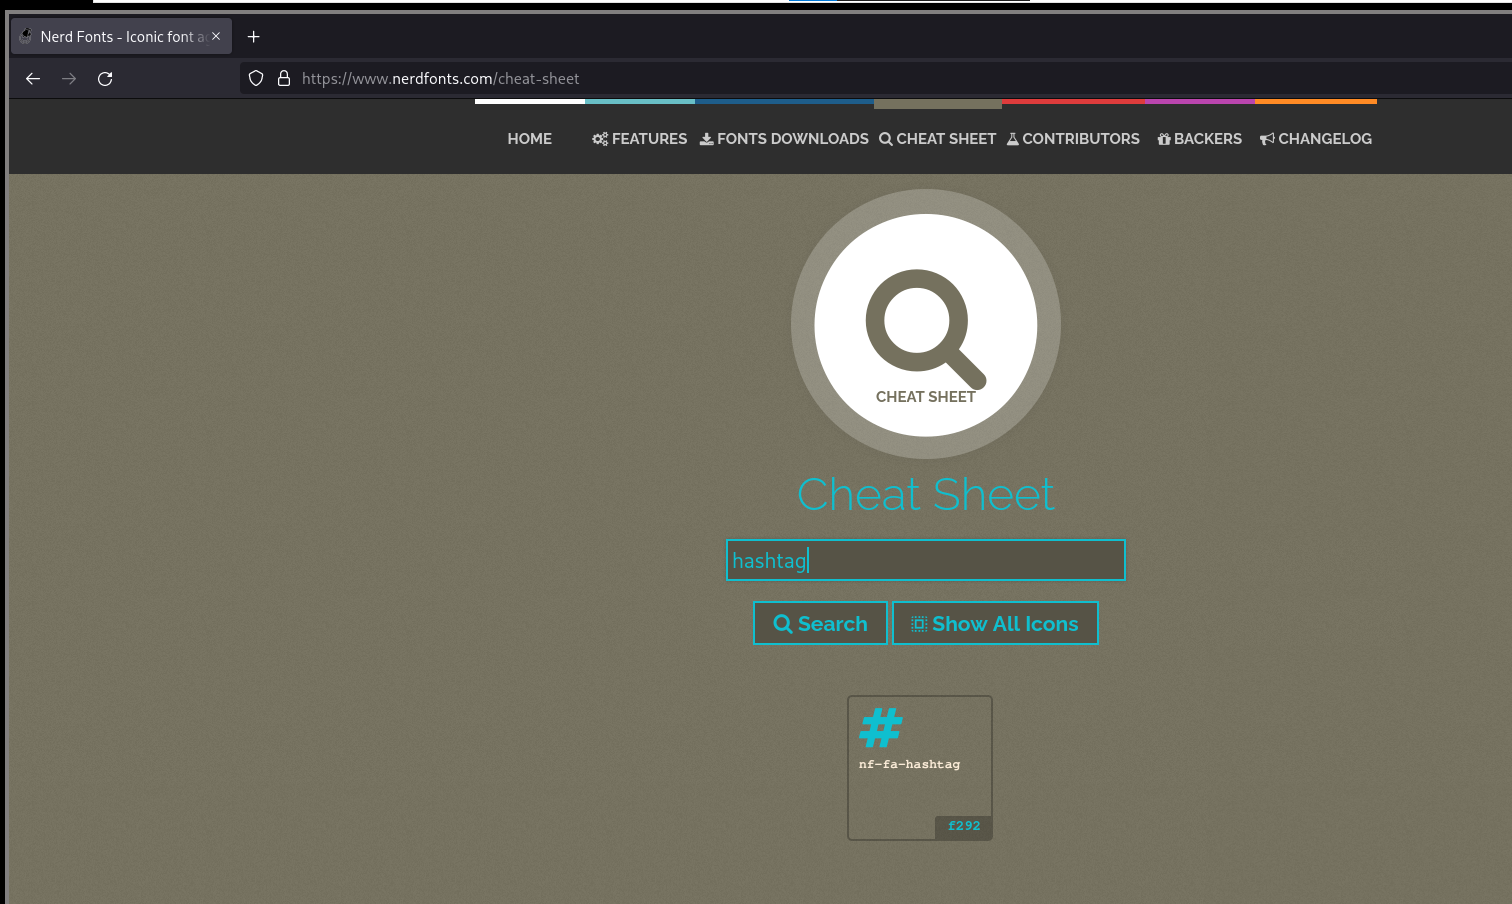 Nerd Fonts - Iconic font a
https://www.nerdfonts.com/cheat-sheet
HOME FEATURES FONTS DOWNLOADS CHEAT SHEET CONTRIBUTORS BACKERS CHANGELOG
CHEAT SHEET
Cheat Sheet
hashtag
Search Show All Icons
#
nf-fa-hashtag
f292